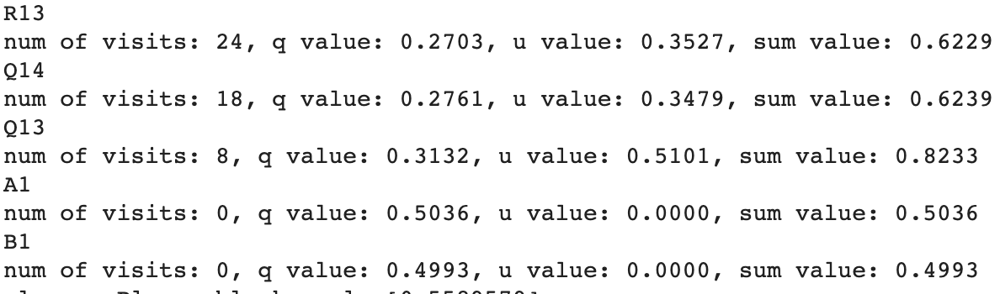 R13
num of visits: 24, q value: 0.2703, u value: 0.3527, sum value: 0.6229
Q14
num of visits: 18, q value: 0.2761, u value: 0.3479, sum value: 0.6239
Q13
num of visits: 8, q value: 0.3132, u value: 0.5101, sum value: 0.8233
A1
num of visits: 0, q value: 0.5036, u value: 0.0000, sum value: 0.5036
B1
num of visits: 0, q value: 0.4993, u value: 0.0000, sum value: 0.4993